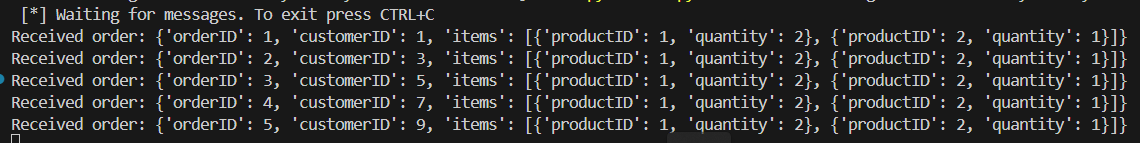 [*] Waiting for messages. To exit press CTRL+C
Received order: {'orderID': 1, 'customerID': 1, 'items': [{'productID': 1, 'quantity': 2}, {'productID': 2, 'quantity': 1}]}
Received order: {'orderID': 2, 'customerID': 3, 'items': [{'productID': 1, 'quantity': 2}, {'productID': 2, 'quantity': 1}]}
Received order: {'orderID': 3, 'customerID': 5, 'items': [{'productID': 1, 'quantity': 2}, {'productID': 2, 'quantity': 1}]}
Received order: {'orderID': 4, 'customerID': 7, 'items': [{'productID': 1, 'quantity': 2}, {'productID': 2, 'quantity': 1}]}
Received order: {'orderID': 5, 'customerID': 9, 'items': [{'productID': 1, 'quantity': 2}, {'productID': 2, 'quantity': 1}]}